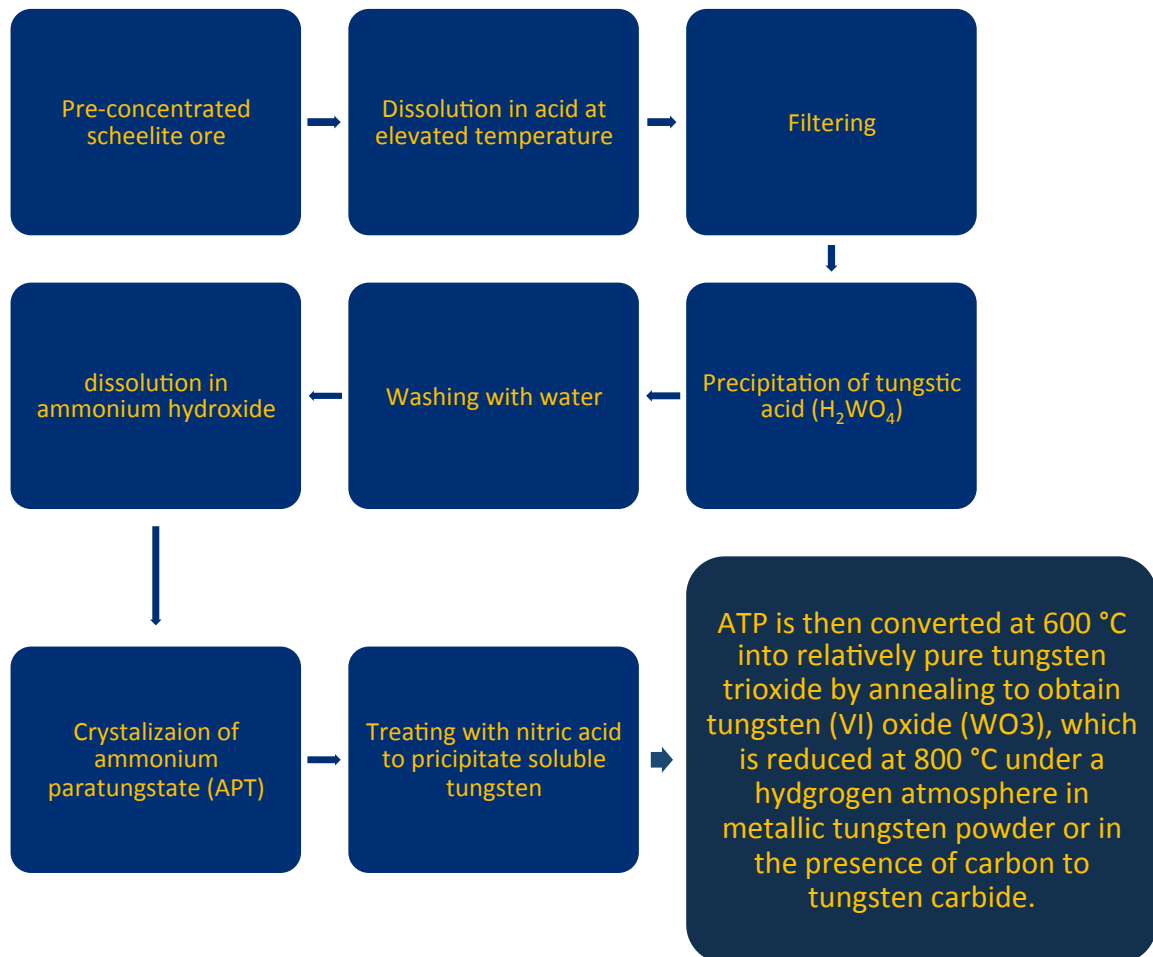 Pre-concentrated
scheelite ore
Dissolution in acid at
elevated temperature
Filtering
Precipitation of tungstic
acid (H₂WO₄)
Washing with water
dissolution in
ammonium hydroxide
Crystalizaion of
ammonium
paratungstate (APT)
Treating with nitric acid
to pricipitate soluble
tungsten
ATP is then converted at 600 °C
into relatively pure tungsten
trioxide by annealing to obtain
tungsten (VI) oxide (WO3), which
is reduced at 800 °C under a
hydgrogen atmosphere in
metallic tungsten powder or in
the presence of carbon to
tungsten carbide.